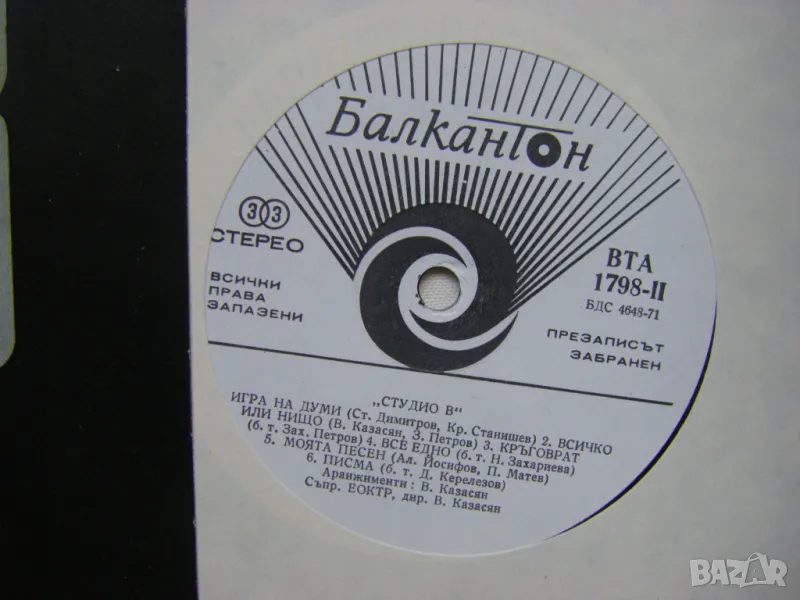 Балкантон
33
СТЕРЕО
ВСИЧКИ
ПРАВА
ЗАПАЗЕНИ
ВТА
1798-II
БДС 4648-71
ПРЕЗАПИСЪТ
ЗАБРАНЕН
„СТУДИО В"
ИГРА НА ДУМИ (Ст. Димитров, Кр. Станишев) 2. ВСИЧКО
ИЛИ НИЩО (В. Казасян, З. Петров) 3. КРЪГОВРАТ
(б. т. Зах. Петров) 4. ВСЕ ЕДНО (б. т. Н. Захариева)
5. МОЯТА ПЕСЕН (Ал. Йосифов, П. Матев)
6. ПИСМА (б. т. Д. Керелезов)
Аранжименти : В. Казасян
Съпр. ЕОКТР, дир. В. Казасян
BAZAR